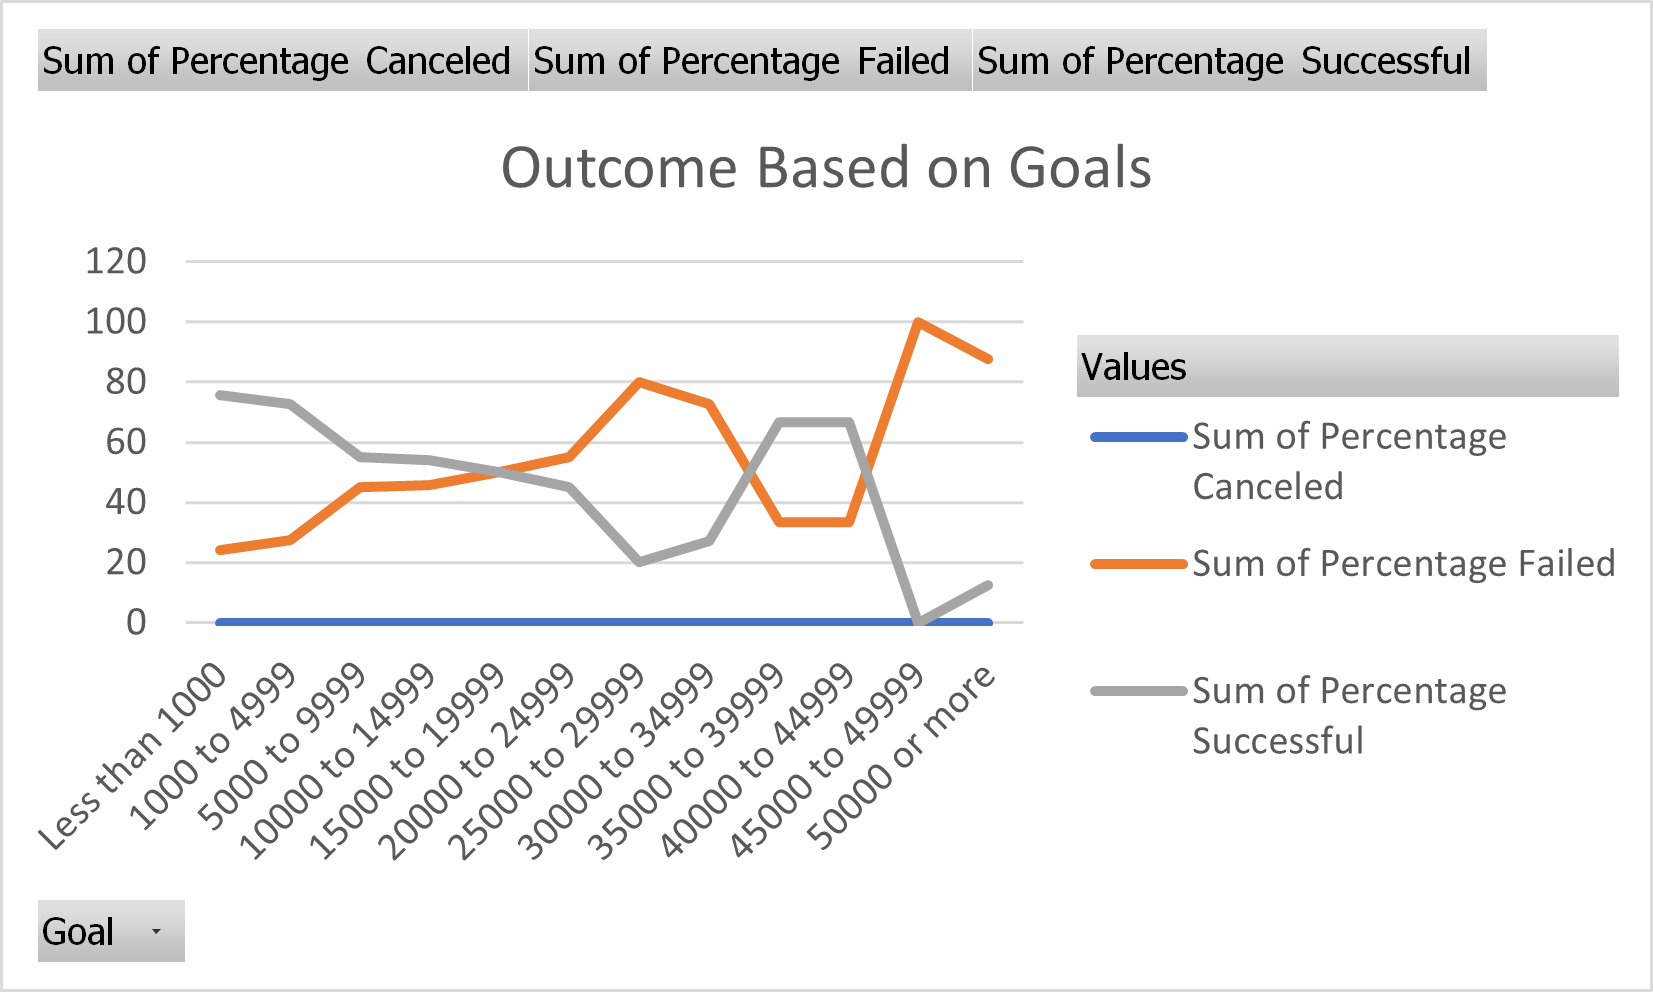 Sum of Percentage Canceled Sum of Percentage Failed Sum of Percentage Successful
Outcome Based on Goals
120
100
80
60
40
20
0
Less than 1000
1000 to 4999
5000 to 9999
10000 to 14999
15000 to 19999
20000 to 24999
25000 to 29999
30000 to 34999
35000 to 39999
40000 to 44999
45000 to 49999
50000 or more
Values
Sum of Percentage
Canceled
Sum of Percentage Failed
Sum of Percentage
Successful
Goal